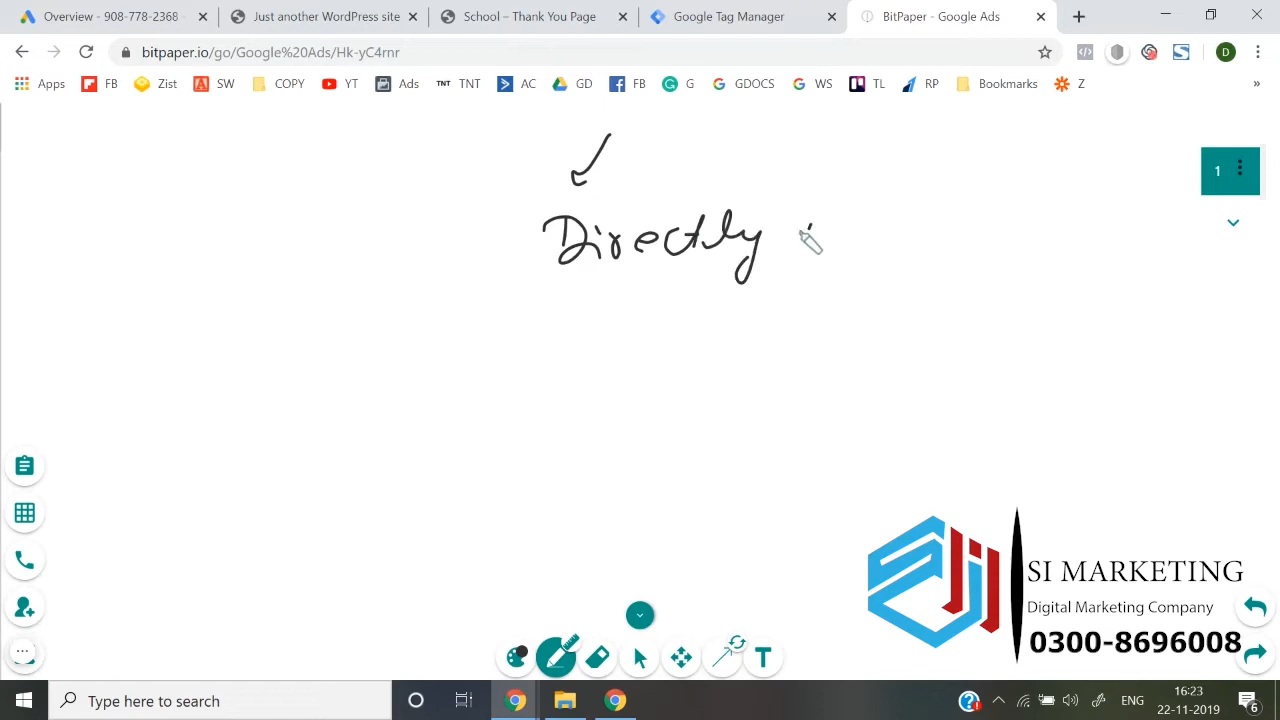 Overview - 908-778-2368 -
Just another WordPress site
School – Thank You Page
Google Tag Manager
BitPaper - Google Ads
bitpaper.io/go/Google%20Ads/Hk-yC4rnr
D
Apps FB Zist SW COPY YT Ads TNT TNT AC GD FB G GDOCS WS TL RP Bookmarks Z »
1
Directly
SI MARKETING
Digital Marketing Company
0300-8696008
T
Type here to search
ENG
16:23
22-11-2019
6